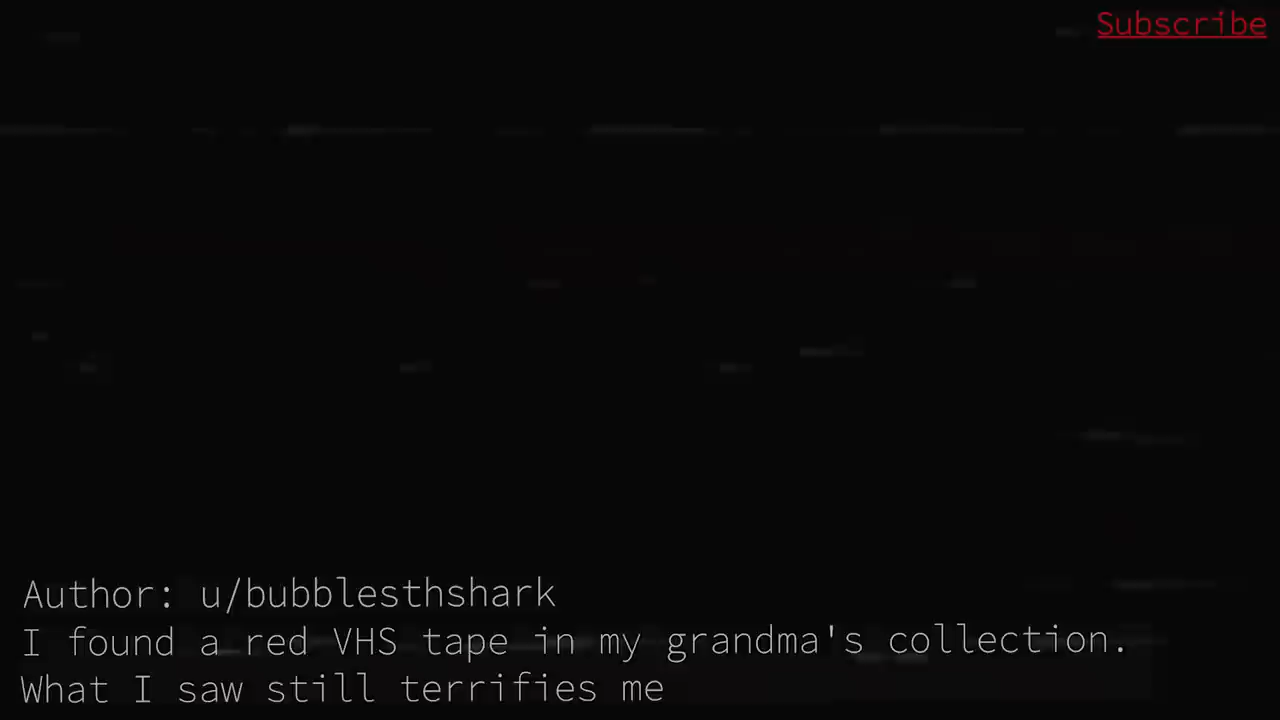 Subscribe
Author: u/bubblesthshark
I found a red VHS tape in my grandma's collection.
What I saw still terrifies me